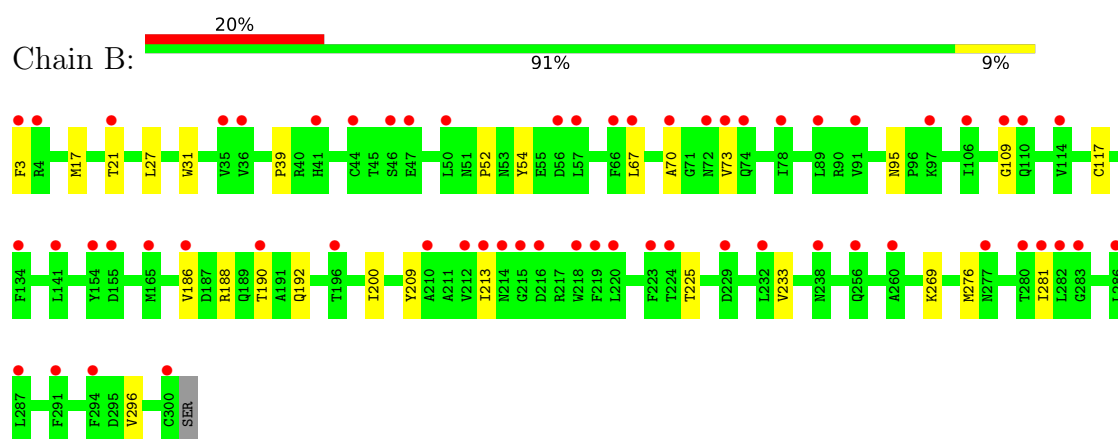 20%
Chain B:
91% 9%
F3 R4 M17 T21 L27 W31 V35 V36 P39 R40 H41 C44 T45 S46 E47 L50 N51 P52 N53 Y54 E55 D56 L57 F66 L67 A70 G71 N72 V73 Q74 I78 L89 R90 V91 N95 P96 K97 I106 G109 Q110 V114 C117
F134 L141 Y154 D155 M165 V186 D187 R188 Q189 T190 A191 Q192 T196 I200 Y209 A210 A211 V212 I213 N214 G215 D216 R217 W218 F219 L220 F223 T224 T225 D229 L232 V233 N238 Q256 A260 K269 M276 N277 T280 I281 L282 G283 L286
L287 F291 F294 D295 V296 C300 SER